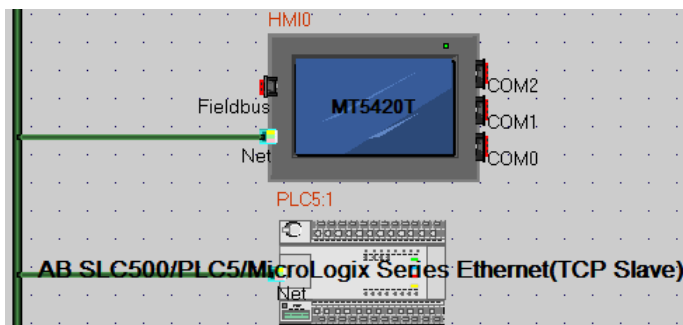 HMI0
Fieldbus
MT5420T
COM2
COM1
Net
COM0
PLC5:1
AB SLC500/PLC5/MicroLogix Series Ethernet(TCP Slave)
Net